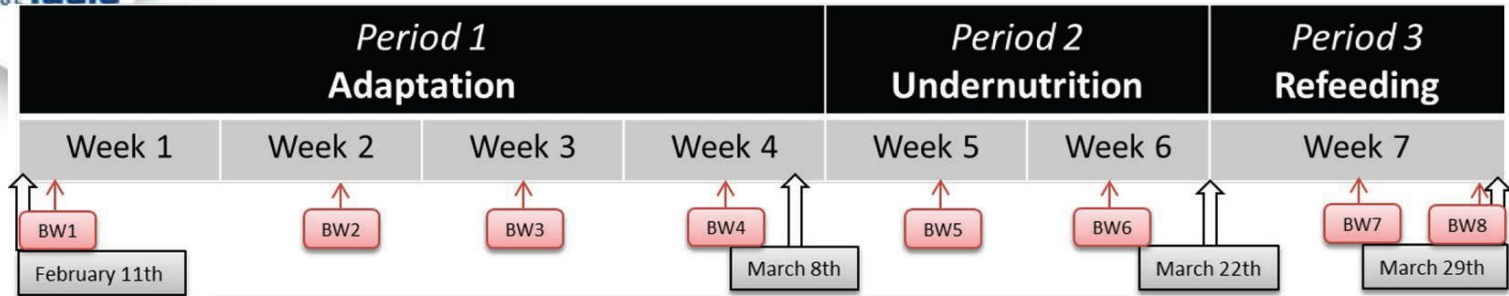 Period 1
Adaptation
Period 2
Undernutrition
Period 3
Refeeding
Week 1
Week 2
Week 3
Week 4
Week 5
Week 6
Week 7
BW1
BW2
BW3
BW4
BW5
BW6
BW7
BW8
February 11th
March 8th
March 22th
March 29th